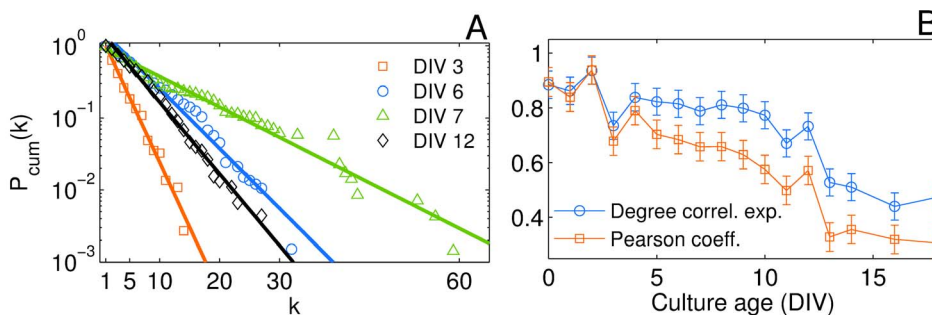 A
P_cum(k)
10^0
10^-1
10^-2
10^-3
DIV 3
DIV 6
DIV 7
DIV 12
1 5 10 20 30 60
k
B
1
0.8
0.6
0.4
Degree correl. exp.
Pearson coeff.
0 5 10 15
Culture age (DIV)